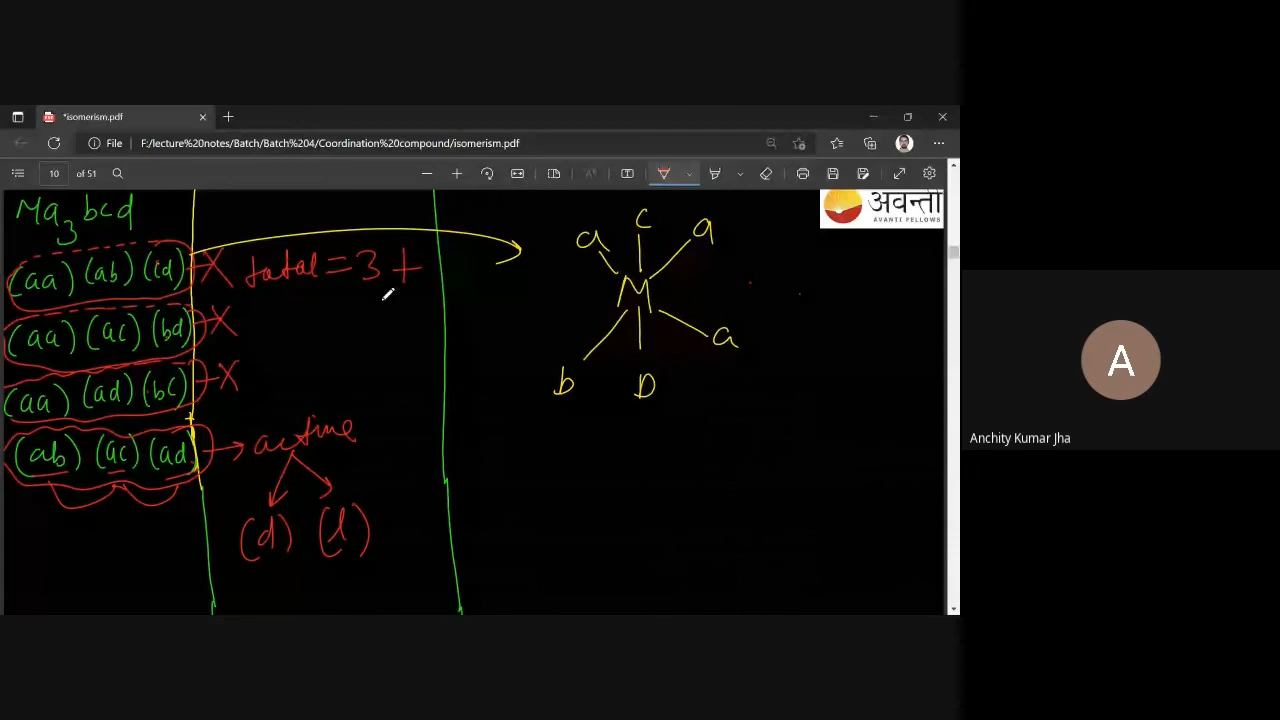 *isomerism.pdf
File F:/lecture%20notes/Batch/Batch%204/Coordination%20compound/isomerism.pdf
10 of 51
Ma3bcd
(aa) (ab) (cd) X total = 3 +
(aa) (ac) (bd) X
(aa) (ad) (bc) X
(ab) (ac) (ad) → active
(d) (l)
a c a
M
b D a
अवन्ती
AVANTI FELLOWS
A
Anchity Kumar Jha